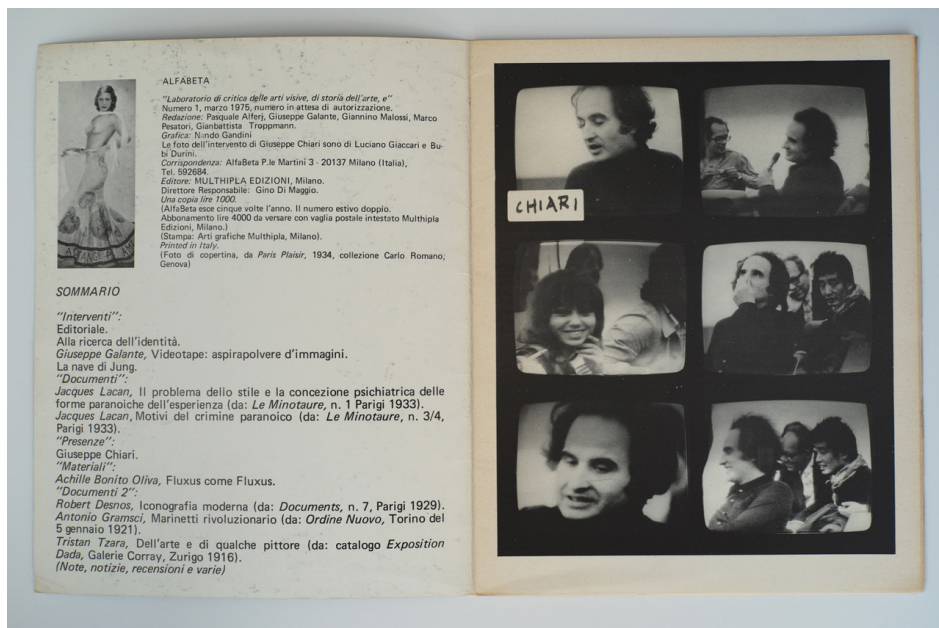 ALFABETA
"Laboratorio di critica delle arti visive, di storia dell'arte, e"
Numero 1, marzo 1975, numero in attesa di autorizzazione.
Redazione: Pasquale Alferj, Giuseppe Galante, Giannino Malossi, Marco
Pesatori, Gianbattista Troppmann.
Grafica: Nando Gandini
Le foto dell'intervento di Giuseppe Chiari sono di Luciano Giaccari e Bu-
bi Durini.
Corrispondenza: AlfaBeta P.le Martini 3 - 20137 Milano (Italia),
Tel. 592684.
Editore: MULTHIPLA EDIZIONI, Milano.
Direttore Responsabile: Gino Di Maggio.
Una copia lire 1000.
(AlfaBeta esce cinque volte l'anno. Il numero estivo doppio.
Abbonamento lire 4000 da versare con vaglia postale intestato Multhipla
Edizioni, Milano.)
(Stampa: Arti grafiche Multhipla, Milano).
Printed in Italy.
(Foto di copertina, da Paris Plaisir, 1934, collezione Carlo Romano;
Genova)
SOMMARIO
"Interventi":
Editoriale.
Alla ricerca dell'identità.
Giuseppe Galante, Videotape: aspirapolvere d'immagini.
La nave di Jung.
"Documenti":
Jacques Lacan, Il problema dello stile e la concezione psichiatrica delle
forme paranoiche dell'esperienza (da: Le Minotaure, n. 1 Parigi 1933).
Jacques Lacan, Motivi del crimine paranoico (da: Le Minotaure, n. 3/4,
Parigi 1933).
"Presenze":
Giuseppe Chiari.
"Materiali":
Achille Bonito Oliva, Fluxus come Fluxus.
"Documenti 2":
Robert Desnos, Iconografia moderna (da: Documents, n. 7, Parigi 1929).
Antonio Gramsci, Marinetti rivoluzionario (da: Ordine Nuovo, Torino del
5 gennaio 1921).
Tristan Tzara, Dell'arte e di qualche pittore (da: catalogo Exposition
Dada, Galerie Corray, Zurigo 1916).
(Note, notizie, recensioni e varie)
CHIARI